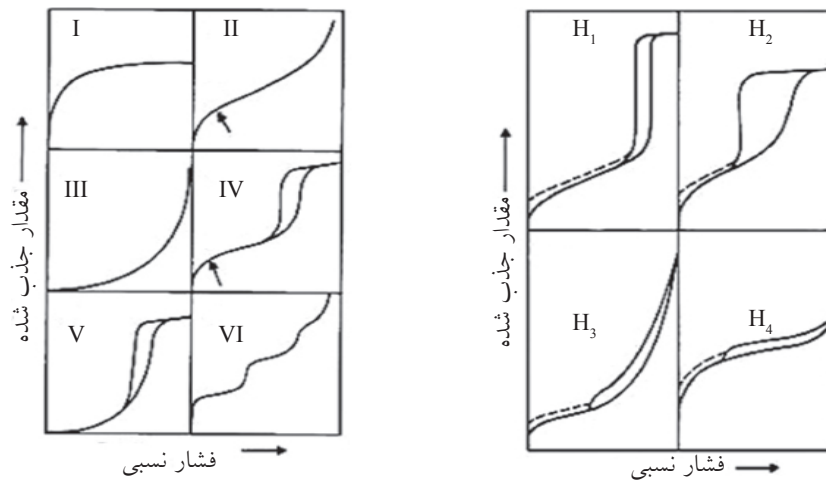 I
II
III
IV
V
VI
مقدار جذب شده
فشار نسبی
H₁
H₂
H₃
H₄
مقدار جذب شده
فشار نسبی